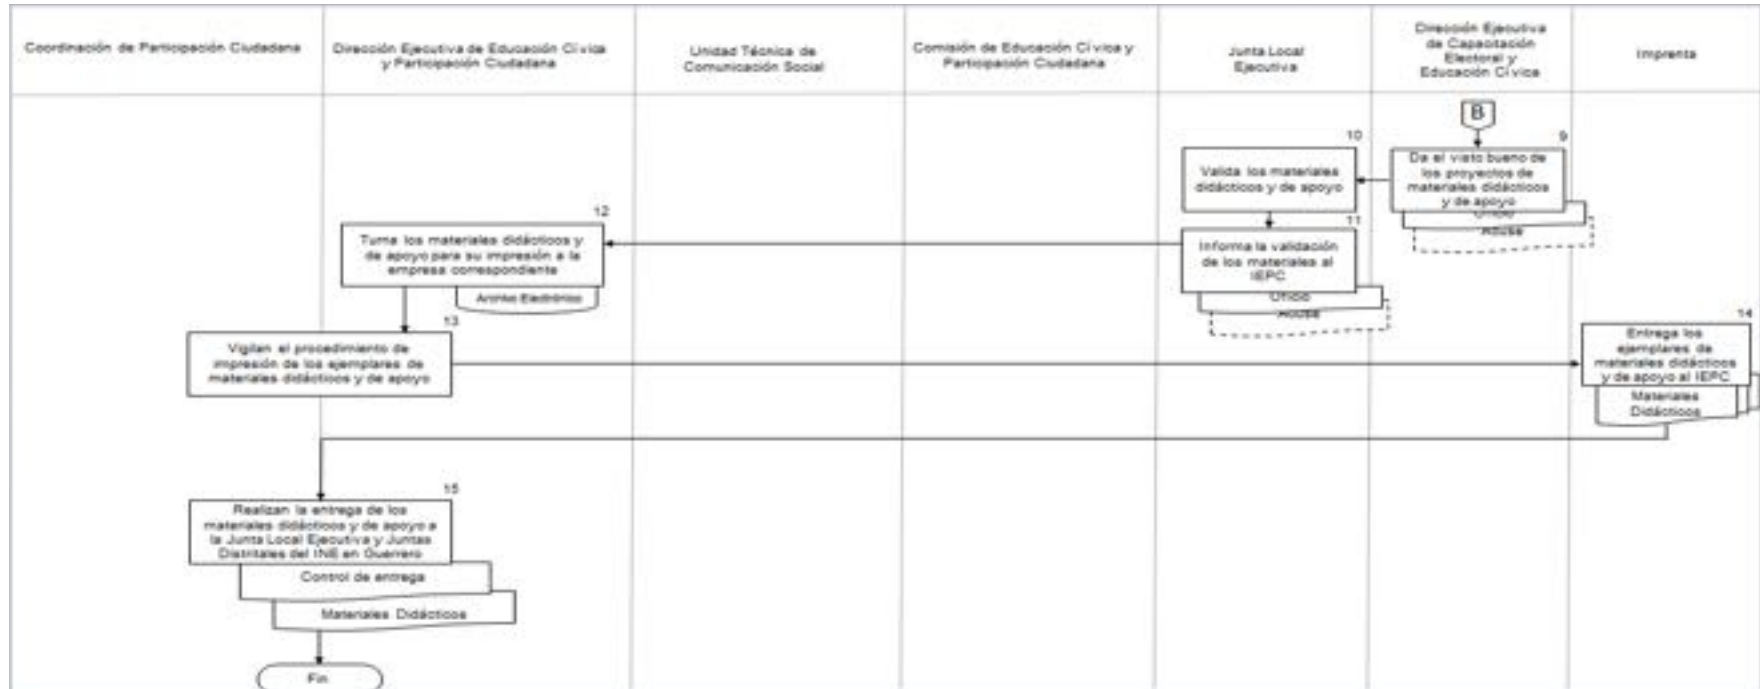 Coordinación de Participación Ciudadana
Dirección Ejecutiva de Educación Cívica
y Participación Ciudadana
Unidad Técnica de
Comunicación Social
Comisión de Educación Cívica y
Participación Ciudadana
Junta Local
Ejecutiva
Dirección Ejecutiva
de Capacitación
Electoral y
Educación Cívica
Imprenta
B
9
Da el visto bueno de
los proyectos de
materiales didácticos
y de apoyo
Oficio
Acuse
10
Valida los materiales
didácticos y de apoyo
11
Informa la validación
de los materiales al
IEPC
Oficio
Acuse
12
Turna los materiales didácticos y
de apoyo para su impresión a la
empresa correspondiente
Archivo Electrónico
13
Vigilan el procedimiento de
impresión de los ejemplares de
materiales didácticos y de apoyo
14
Entrega los
ejemplares de
materiales didácticos
y de apoyo al IEPC
Materiales
Didácticos
15
Realizan la entrega de los
materiales didácticos y de apoyo a
la Junta Local Ejecutiva y Juntas
Distritales del INE en Guerrero
Control de entrega
Materiales Didácticos
Fin